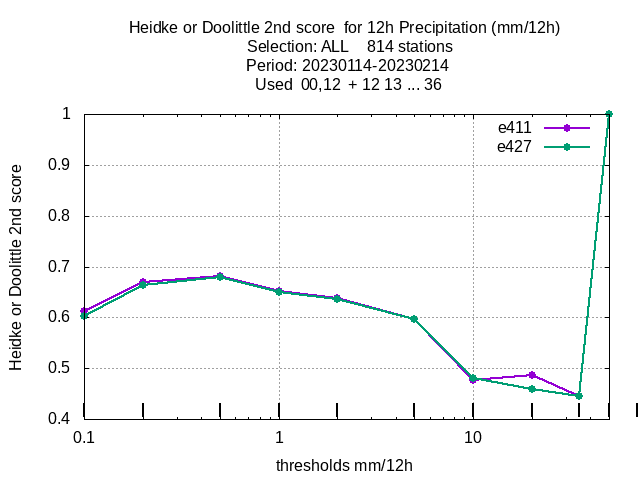 Heidke or Doolittle 2nd score  for 12h Precipitation (mm/12h)
Selection: ALL    814 stations
Period: 20230114-20230214
Used  00,12  + 12 13 ... 36
e411
e427
1
0.9
0.8
0.7
0.6
0.5
0.4
Heidke or Doolittle 2nd score
0.1
1
10
thresholds mm/12h